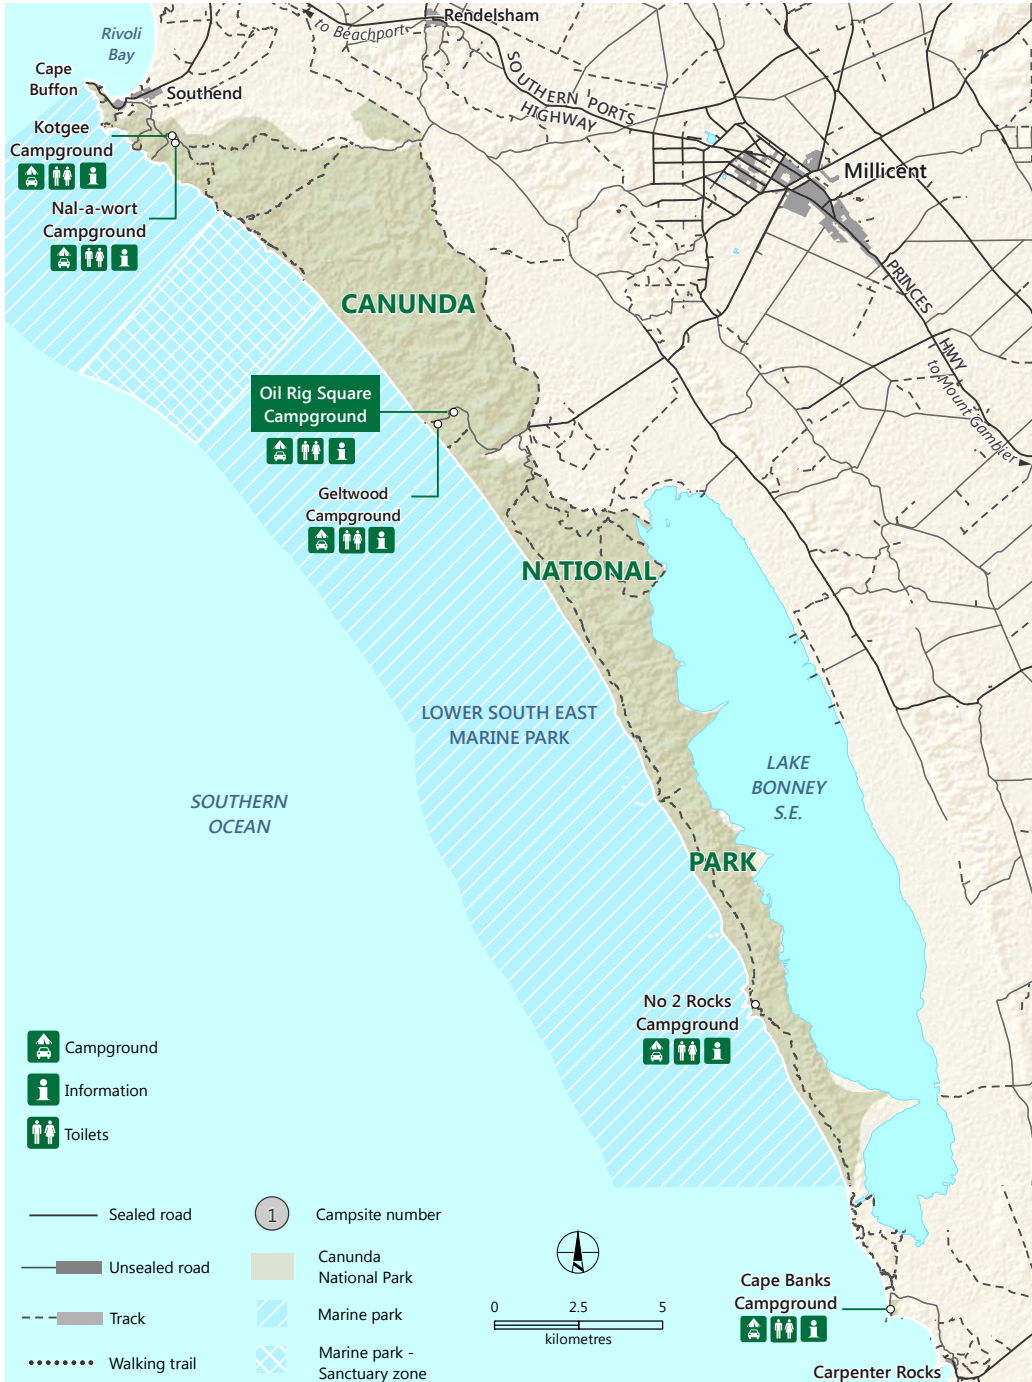 Rendelsham
to Beachport
Rivoli
Bay
SOUTHERN PORTS
HIGHWAY
Cape
Buffon
Southend
Kotgee
Campground
Millicent
Nal-a-wort
Campground
PRINCES
HWY
to Mount Gambier
CANUNDA
Oil Rig Square
Campground
Geltwood
Campground
NATIONAL
LOWER SOUTH EAST
MARINE PARK
LAKE
BONNEY
S.E.
SOUTHERN
OCEAN
PARK
No 2 Rocks
Campground
Campground
Information
Toilets
Sealed road
Unsealed road
Track
Walking trail
1
Campsite number
Canunda
National Park
Marine park
Marine park -
Sanctuary zone
0 2.5 5
kilometres
Cape Banks
Campground
Carpenter Rocks